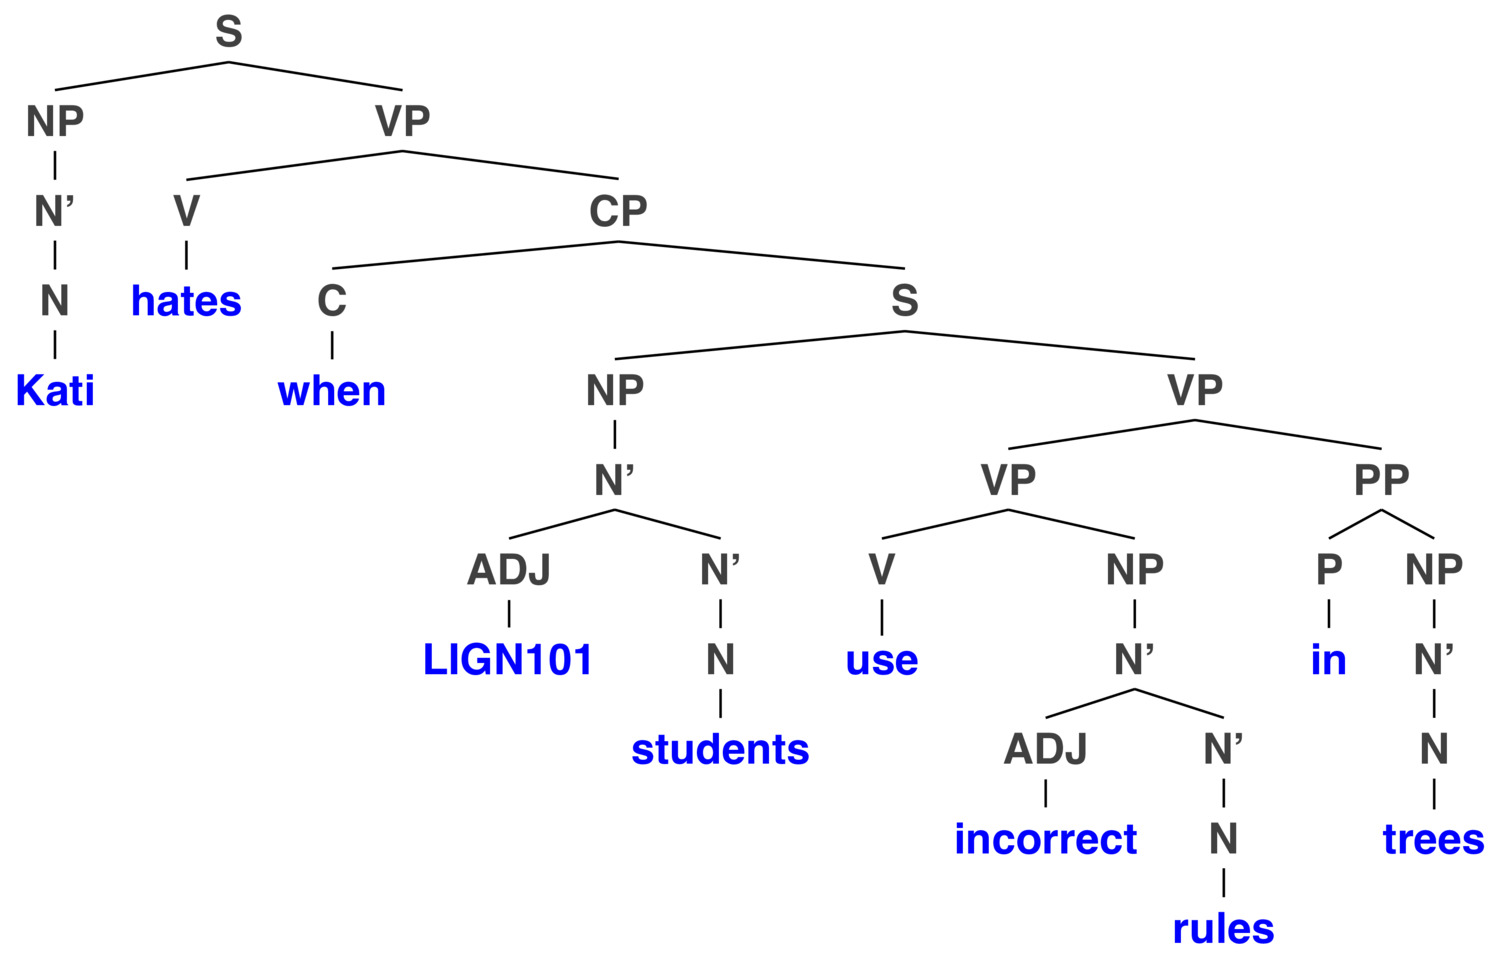 S
NP VP
N’ V CP
N hates C S
Kati when NP VP
N’ VP PP
ADJ N’ V NP P NP
LIGN101 N use N’ in N’
students ADJ N’ N
incorrect N trees
rules